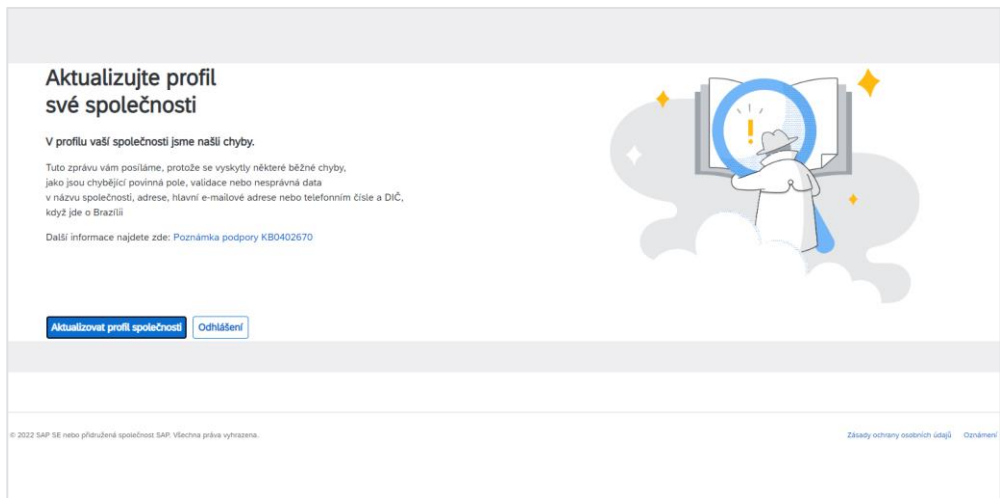 Aktualizujte profil
své společnosti
V profilu vaší společnosti jsme našli chyby.
Tuto zprávu vám posíláme, protože se vyskytly některé běžné chyby,
jako jsou chybějící povinná pole, validace nebo nesprávná data
v názvu společnosti, adrese, hlavní e-mailové adrese nebo telefonním čísle a DIČ,
když jde o Brazílii
Další informace najdete zde: Poznámka podpory KB0402670
Aktualizovat profil společnosti Odhlášení
© 2022 SAP SE nebo přidružená společnost SAP. Všechna práva vyhrazena. Zásady ochrany osobních údajů Oznámení